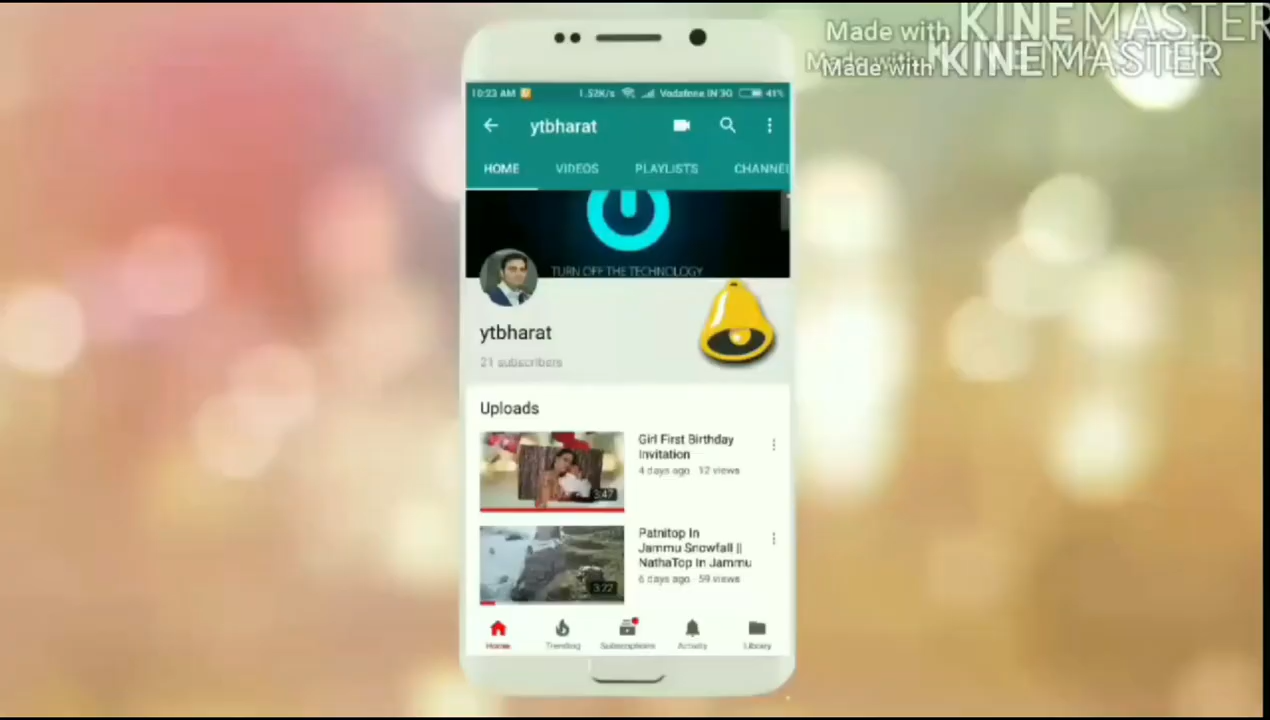 Made with KINEMASTER
Made with KINEMASTER
10:23 AM 1.52K/s Vodafone IN 3G 41%
ytbharat
HOME VIDEOS PLAYLISTS CHANNEL
TURN OFF THE TECHNOLOGY
ytbharat
21 subscribers
Uploads
Girl First Birthday
Invitation
4 days ago · 12 views
3:47
Patnitop In
Jammu Snowfall ||
NathaTop In Jammu
6 days ago · 59 views
3:22
Home Trending Subscriptions Activity Library